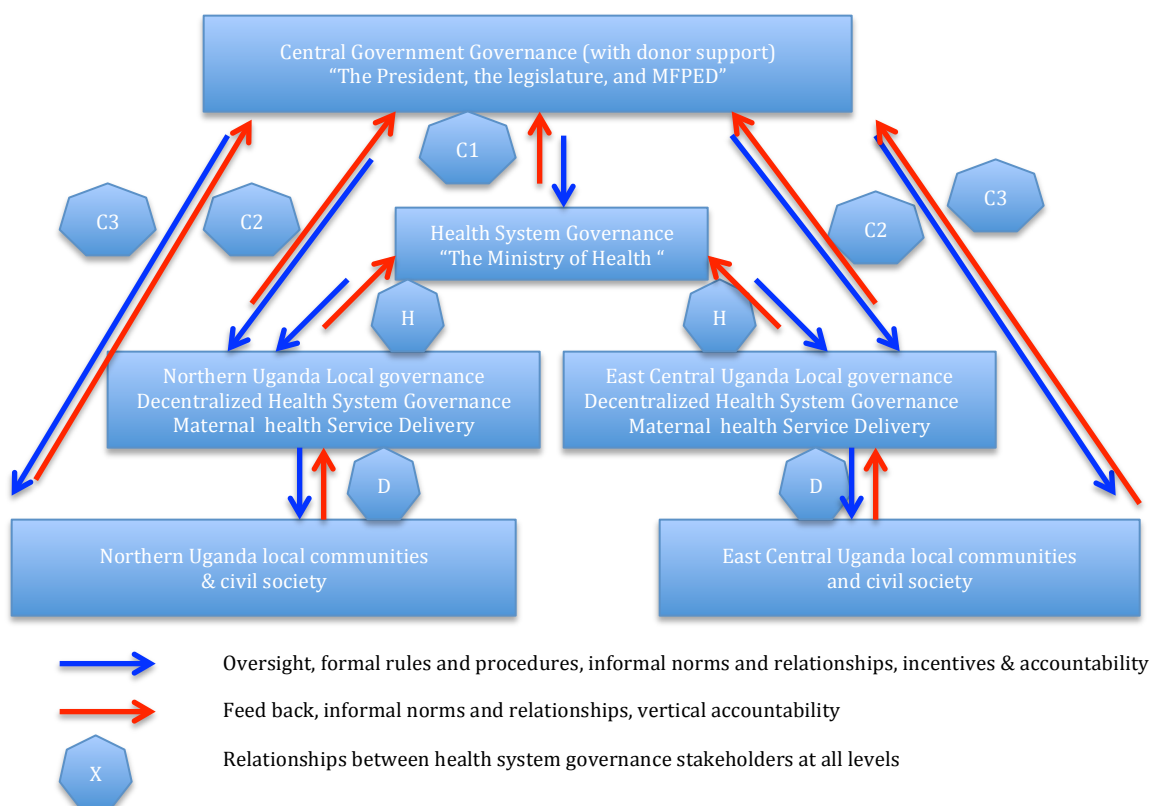 Central Government Governance (with donor support)
“The President, the legislature, and MFPED”
C1
C3
C2
C2
C3
Health System Governance
“The Ministry of Health “
H
H
Northern Uganda Local governance
Decentralized Health System Governance
Maternal health Service Delivery
East Central Uganda Local governance
Decentralized Health System Governance
Maternal health Service Delivery
D
D
Northern Uganda local communities
& civil society
East Central Uganda local communities
and civil society
Oversight, formal rules and procedures, informal norms and relationships, incentives & accountability
Feed back, informal norms and relationships, vertical accountability
X
Relationships between health system governance stakeholders at all levels